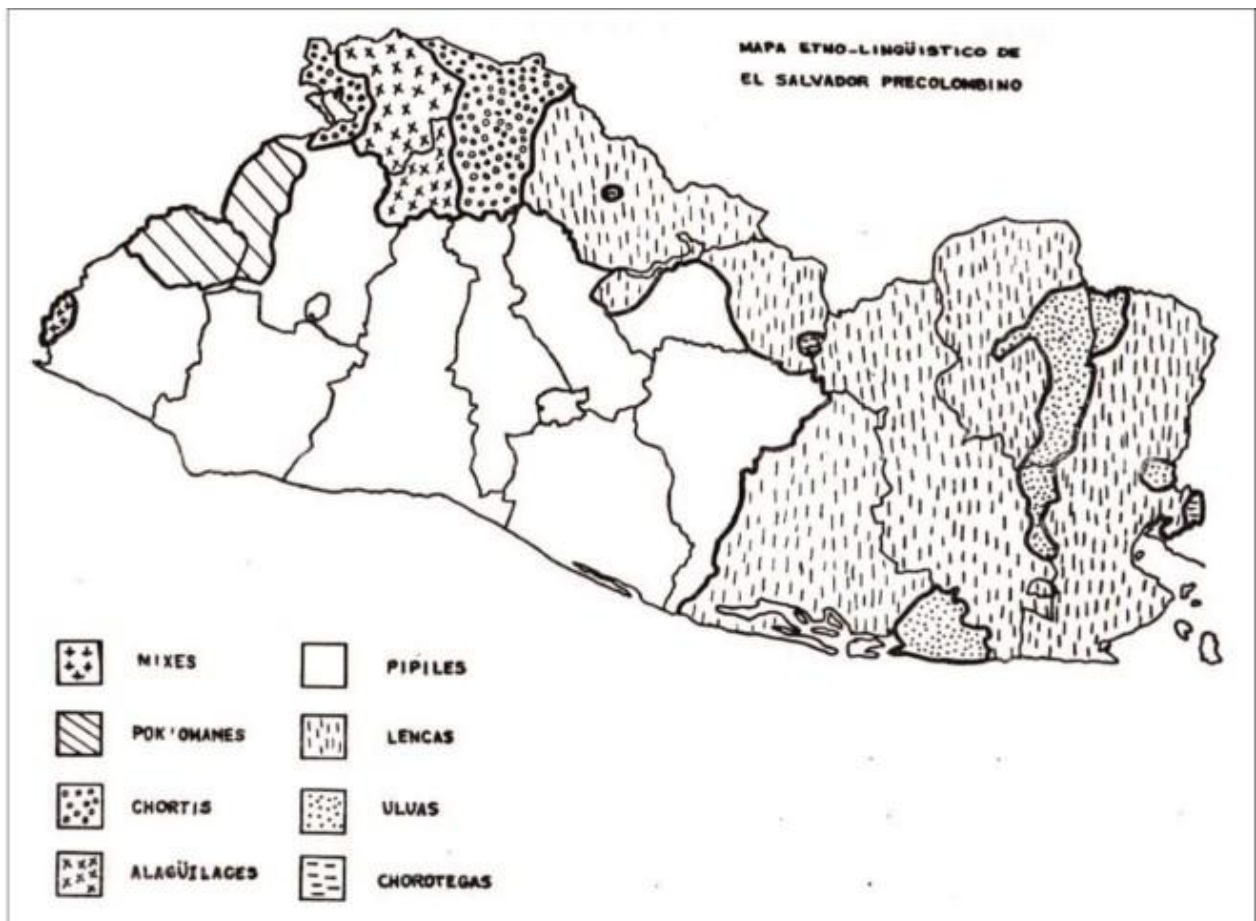 MAPA ETNO-LINGÜISTICO DE
EL SALVADOR PRECOLOMBINO
MIXES
POK'OMANES
CHORTIS
ALAGÜILACES
PIPILES
LENCAS
ULUAS
CHOROTEGAS